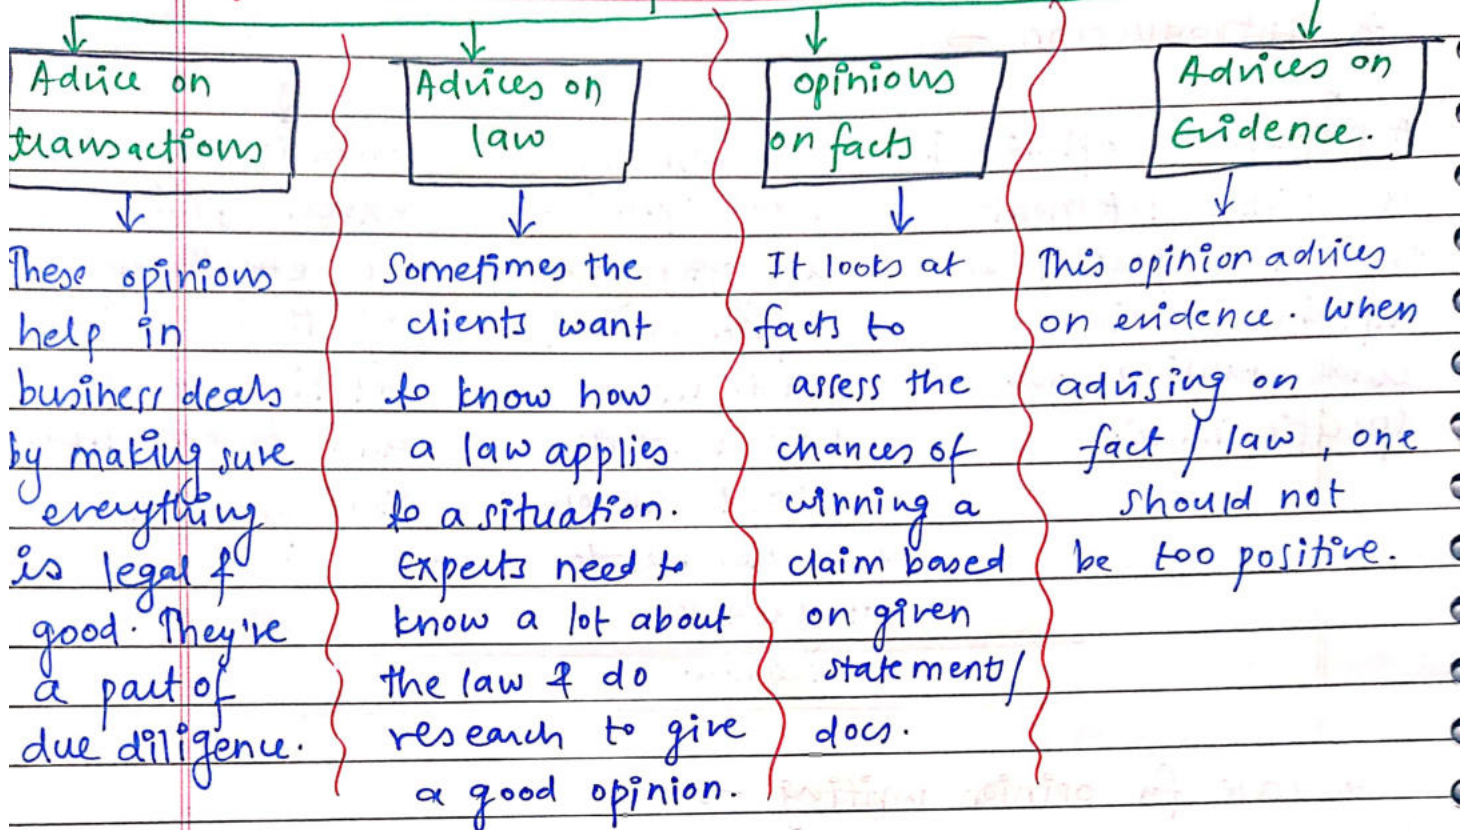 Advice on
transactions
These opinions
help in
business deals
by making sure
everything
is legal &
good. They're
a part of
due diligence.
Advices on
law
Sometimes the
clients want
to know how
a law applies
to a situation.
Experts need to
know a lot about
the law & do
research to give
a good opinion.
opinions
on facts
It looks at
facts to
assess the
chances of
winning a
claim based
on given
statement/
docs.
Advices on
Evidence.
This opinion advices
on evidence. When
advising on
fact / law, one
should not
be too positive.